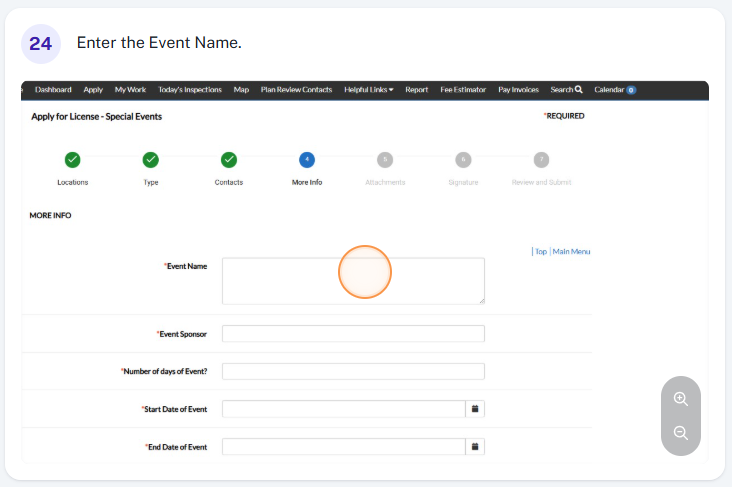 24 Enter the Event Name.
Dashboard Apply My Work Today's Inspections Map Plan Review Contacts Helpful Links Report Fee Estimator Pay Invoices Search Calendar 0
Apply for License - Special Events *REQUIRED
4 5 6 7
Locations Type Contacts More Info Attachments Signature Review and Submit
MORE INFO
| Top | Main Menu
*Event Name
*Event Sponsor
*Number of days of Event?
*Start Date of Event
*End Date of Event